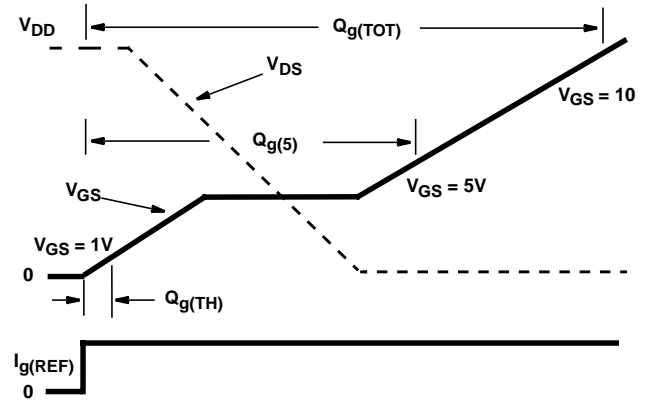 V_DD
Q_g(TOT)
V_DS
V_GS = 10
Q_g(5)
V_GS = 5V
V_GS
V_GS = 1V
0
Q_g(TH)
I_g(REF)
0